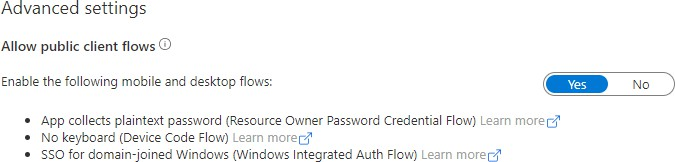 Advanced settings
Allow public client flows
Enable the following mobile and desktop flows: Yes No
• App collects plaintext password (Resource Owner Password Credential Flow) Learn more
• No keyboard (Device Code Flow) Learn more
• SSO for domain-joined Windows (Windows Integrated Auth Flow) Learn more